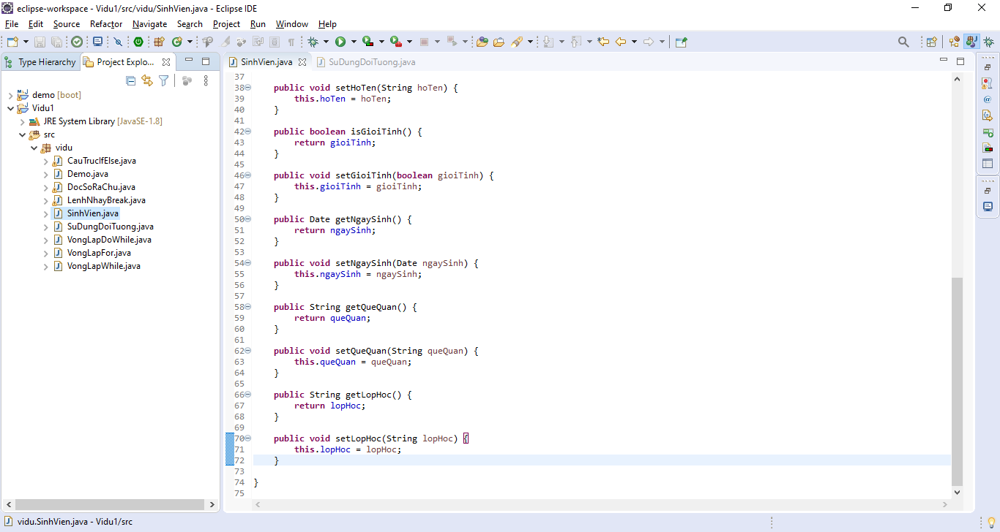 eclipse-workspace - Vidu1/src/vidu/SinhVien.java - Eclipse IDE
File Edit Source Refactor Navigate Search Project Run Window Help
Type Hierarchy Project Explo...
SinhVien.java SuDungDoiTuong.java
demo [boot]
Vidu1
JRE System Library [JavaSE-1.8]
src
vidu
CauTrucIfElse.java
Demo.java
DocSoRaChu.java
LenhNhayBreak.java
SinhVien.java
SuDungDoiTuong.java
VongLapDoWhile.java
VongLapFor.java
VongLapWhile.java
37
38 public void setHoTen(String hoTen) {
39 this.hoTen = hoTen;
40 }
41
42 public boolean isGioiTinh() {
43 return gioiTinh;
44 }
45
46 public void setGioiTinh(boolean gioiTinh) {
47 this.gioiTinh = gioiTinh;
48 }
49
50 public Date getNgaySinh() {
51 return ngaySinh;
52 }
53
54 public void setNgaySinh(Date ngaySinh) {
55 this.ngaySinh = ngaySinh;
56 }
57
58 public String getQueQuan() {
59 return queQuan;
60 }
61
62 public void setQueQuan(String queQuan) {
63 this.queQuan = queQuan;
64 }
65
66 public String getLopHoc() {
67 return lopHoc;
68 }
69
70 public void setLopHoc(String lopHoc) {
71 this.lopHoc = lopHoc;
72 }
73
74 }
75
vidu.SinhVien.java - Vidu1/src